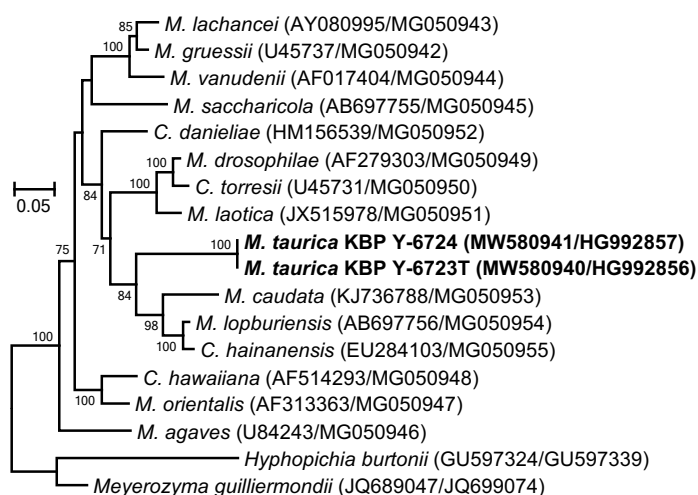 85
M. lachancei (AY080995/MG050943)
100
M. gruessii (U45737/MG050942)
M. vanudenii (AF017404/MG050944)
M. saccharicola (AB697755/MG050945)
C. danieliae (HM156539/MG050952)
100
M. drosophilae (AF279303/MG050949)
0.05
84
100
C. torresii (U45731/MG050950)
M. laotica (JX515978/MG050951)
75
71
100
M. taurica KBP Y-6724 (MW580941/HG992857)
M. taurica KBP Y-6723T (MW580940/HG992856)
84
M. caudata (KJ736788/MG050953)
98
M. lopburiensis (AB697756/MG050954)
100
100
C. hainanensis (EU284103/MG050955)
C. hawaiiana (AF514293/MG050948)
100
M. orientalis (AF313363/MG050947)
M. agaves (U84243/MG050946)
Hyphopichia burtonii (GU597324/GU597339)
Meyerozyma guilliermondii (JQ689047/JQ699074)